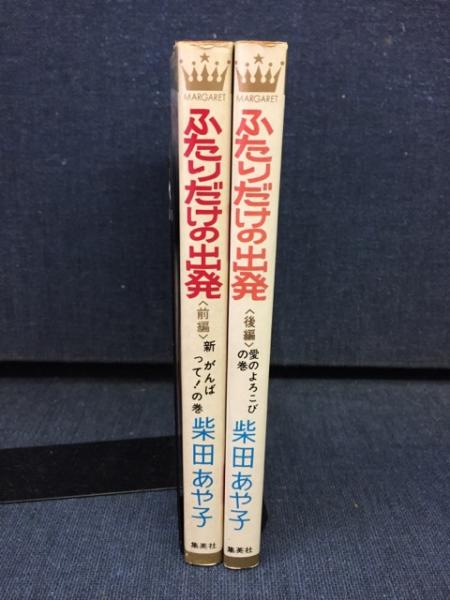 MARGARET
ふたりだけの出発
〈前編〉
新 がんば
って!の巻
柴田あや子
集英社
MARGARET
ふたりだけの出発
〈後編〉
愛のよろこび
の巻
柴田あや子
集英社